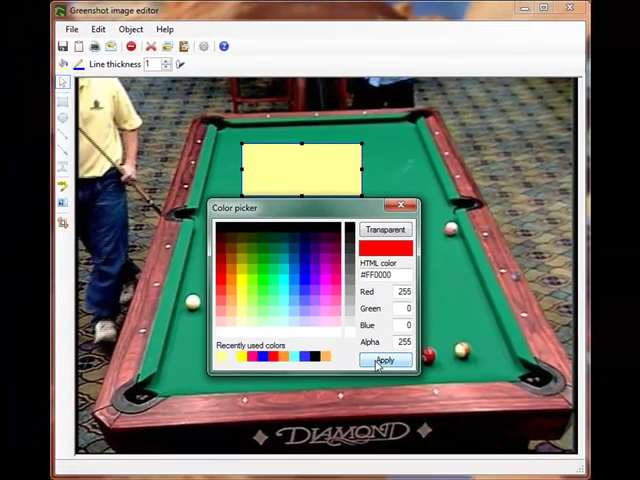 Greenshot image editor
File Edit Object Help
Line thickness 1
Color picker
Transparent
HTML color
#FF0000
Red 255
Green 0
Blue 0
Alpha 255
Recently used colors
Apply
DIAMOND